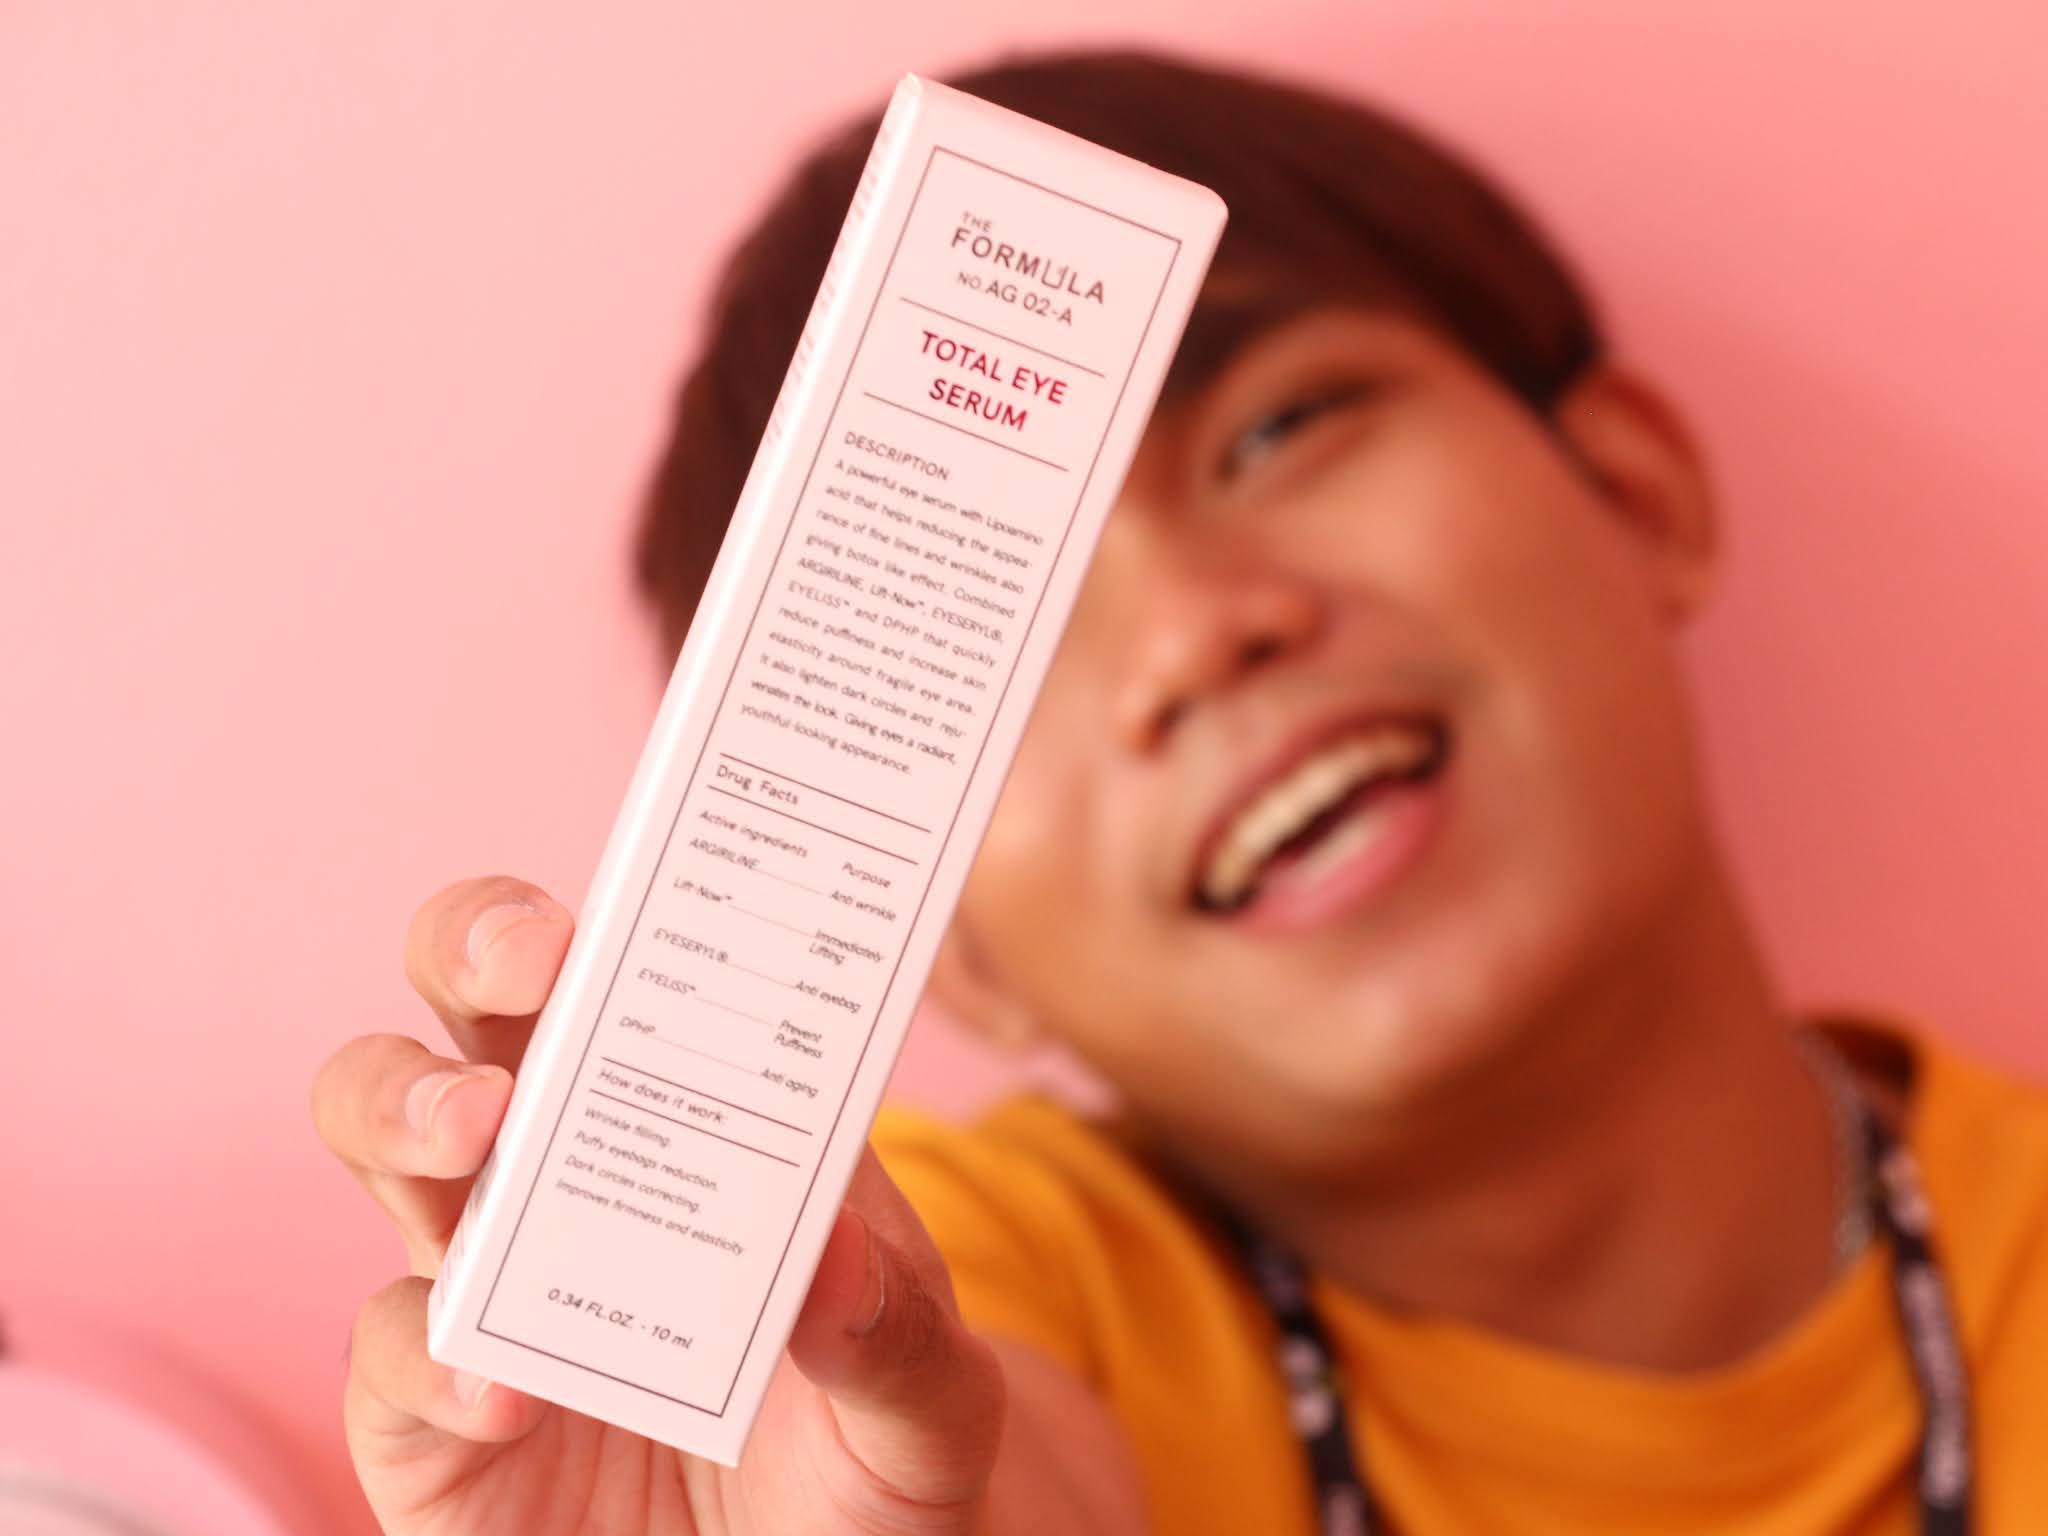 THE
FORMULA
NO.AG 02-A
TOTAL EYE
SERUM
DESCRIPTION
A powerful eye serum with Lipoamino
acid that helps reducing the appea-
rance of fine lines and wrinkles also
giving botox like effect. Combined
ARGIRILINE, Lift-Now™, EYESERYL®,
EYELISS™ and DPHP that quickly
reduce puffiness and increase skin
elasticity around fragile eye area.
It also lighten dark circles and reju-
venates the look. Giving eyes a radiant,
youthful-looking appearance.
Drug Facts
Active ingredients Purpose
ARGIRILINE Anti wrinkle
Lift-Now™ Immediately
Lifting
EYESERYL® Anti eyebag
EYELISS™ Prevent
Puffiness
DPHP Anti aging
How does it work:
Wrinkle filling.
Puffy eyebags reduction.
Dark circles correcting.
Improves firmness and elasticity
0.34 FL.OZ. - 10 ml